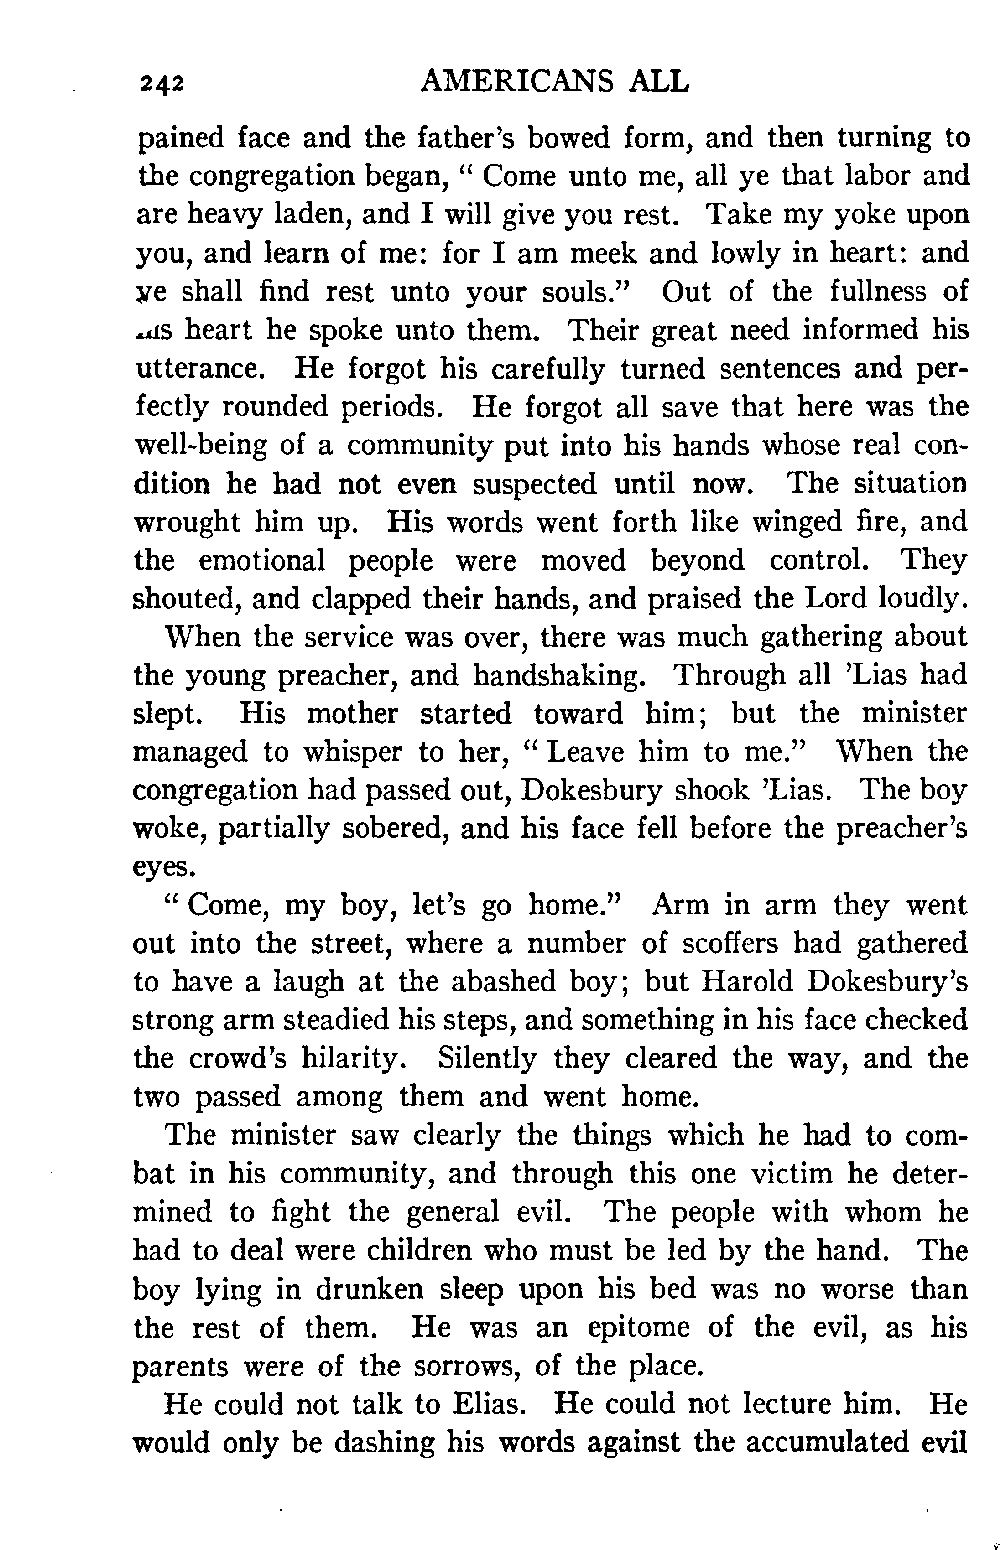 242 AMERICANS ALL
pained face and the father's bowed form, and then turning to
the congregation began, “ Come unto me, all ye that labor and
are heavy laden, and I will give you rest. Take my yoke upon
you, and learn of me: for I am meek and lowly in heart: and
ye shall find rest unto your souls.” Out of the fullness of
heart he spoke unto them. Their great need informed his
utterance. He forgot his carefully turned sentences and per-
fectly rounded periods. He forgot all save that here was the
well-being of a community put into his hands whose real con-
dition he had not even suspected until now. The situation
wrought him up. His words went forth like winged fire, and
the emotional people were moved beyond control. They
shouted, and clapped their hands, and praised the Lord loudly.
When the service was over, there was much gathering about
the young preacher, and handshaking. Through all ’Lias had
slept. His mother started toward him; but the minister
managed to whisper to her, “ Leave him to me.” When the
congregation had passed out, Dokesbury shook ’Lias. The boy
woke, partially sobered, and his face fell before the preacher's
eyes.
“ Come, my boy, let's go home.” Arm in arm they went
out into the street, where a number of scoffers had gathered
to have a laugh at the abashed boy; but Harold Dokesbury's
strong arm steadied his steps, and something in his face checked
the crowd's hilarity. Silently they cleared the way, and the
two passed among them and went home.
The minister saw clearly the things which he had to com-
bat in his community, and through this one victim he deter-
mined to fight the general evil. The people with whom he
had to deal were children who must be led by the hand. The
boy lying in drunken sleep upon his bed was no worse than
the rest of them. He was an epitome of the evil, as his
parents were of the sorrows, of the place.
He could not talk to Elias. He could not lecture him. He
would only be dashing his words against the accumulated evil